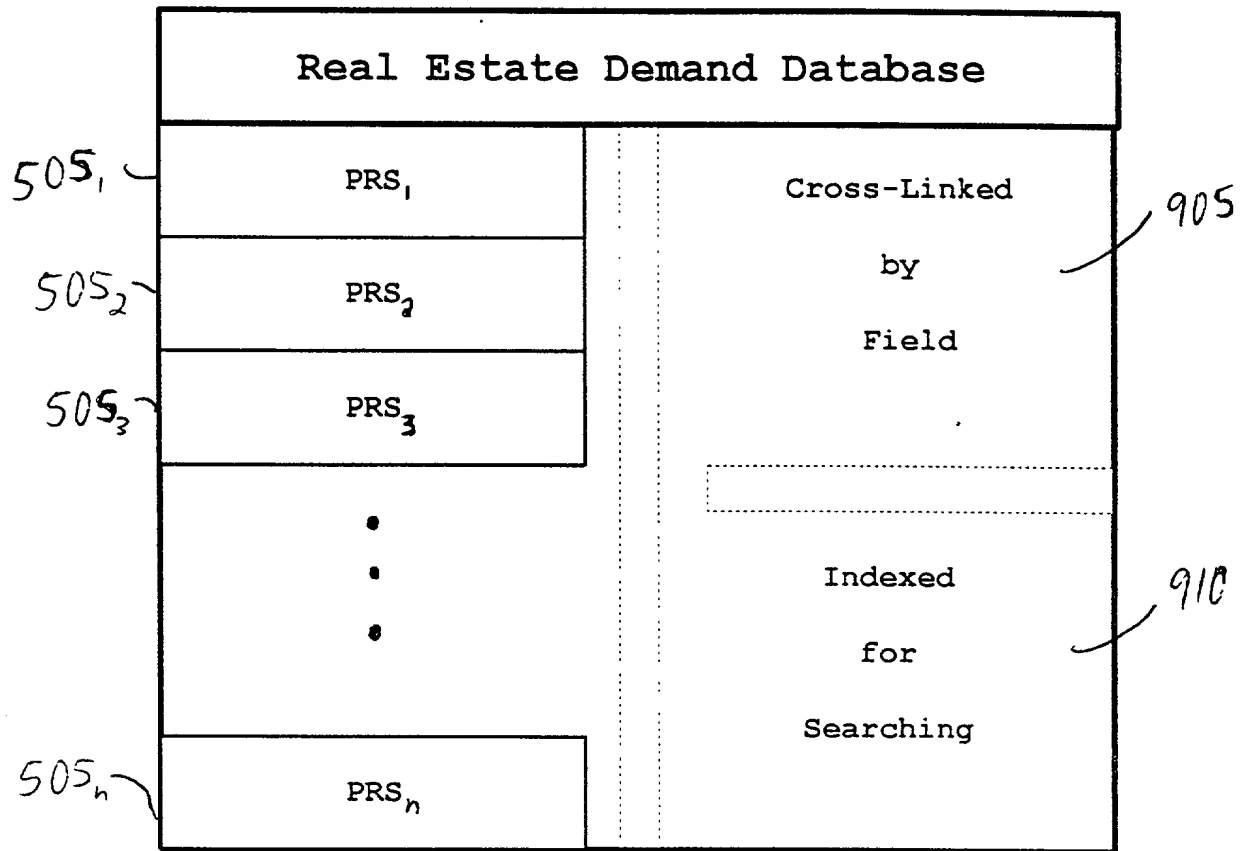 Real Estate Demand Database
505₁
PRS₁
Cross-Linked
905
by
505₂
PRS₂
Field
505₃
PRS₃
Indexed
910
for
Searching
505ₙ
PRSₙ